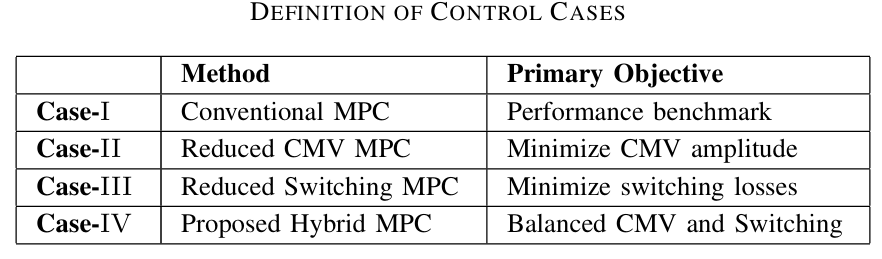 DEFINITION OF CONTROL CASES
Method Primary Objective
Case-I Conventional MPC Performance benchmark
Case-II Reduced CMV MPC Minimize CMV amplitude
Case-III Reduced Switching MPC Minimize switching losses
Case-IV Proposed Hybrid MPC Balanced CMV and Switching